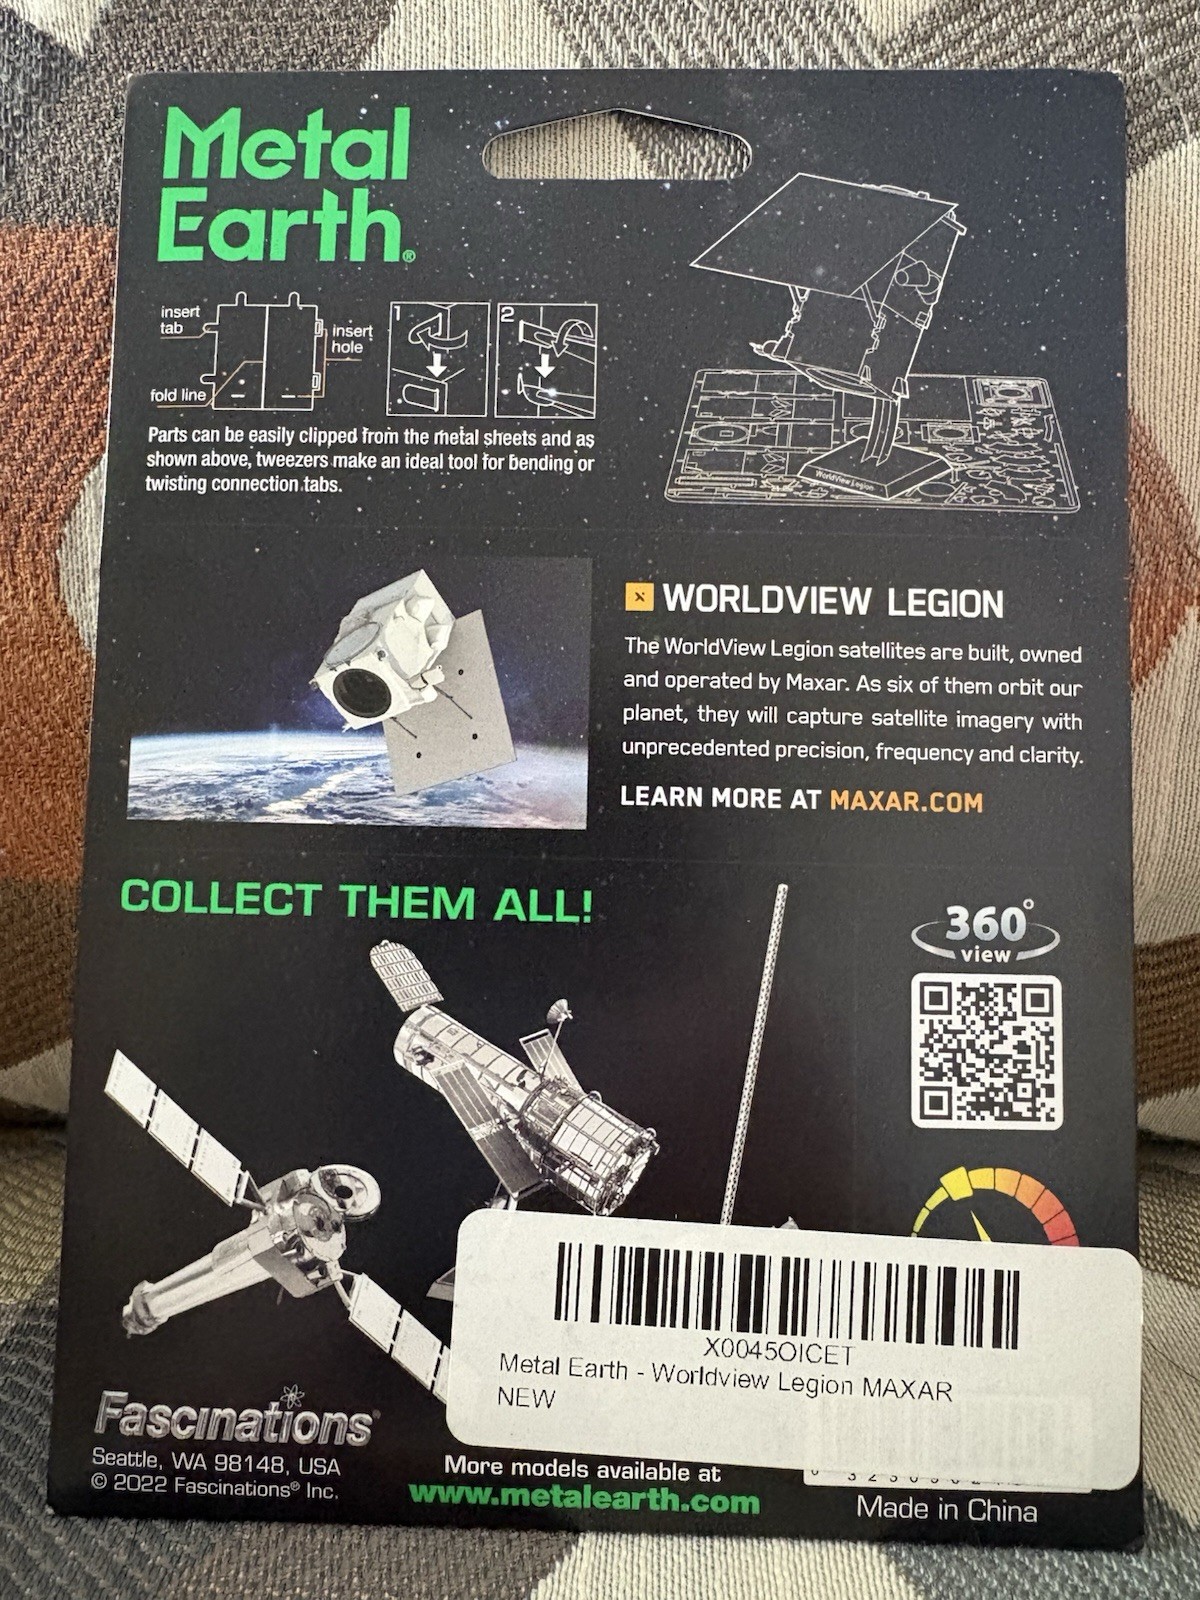 Metal
Earth®
insert
tab
insert
hole
fold line
1
2
Parts can be easily clipped from the metal sheets and as
shown above, tweezers make an ideal tool for bending or
twisting connection tabs.
WorldView Legion
WORLDVIEW LEGION
The WorldView Legion satellites are built, owned
and operated by Maxar. As six of them orbit our
planet, they will capture satellite imagery with
unprecedented precision, frequency and clarity.
LEARN MORE AT MAXAR.COM
COLLECT THEM ALL!
360°
view
X0045OICET
Metal Earth - Worldview Legion MAXAR
NEW
Fascinations®
Seattle, WA 98148, USA
© 2022 Fascinations® Inc.
More models available at
www.metalearth.com
Made in China